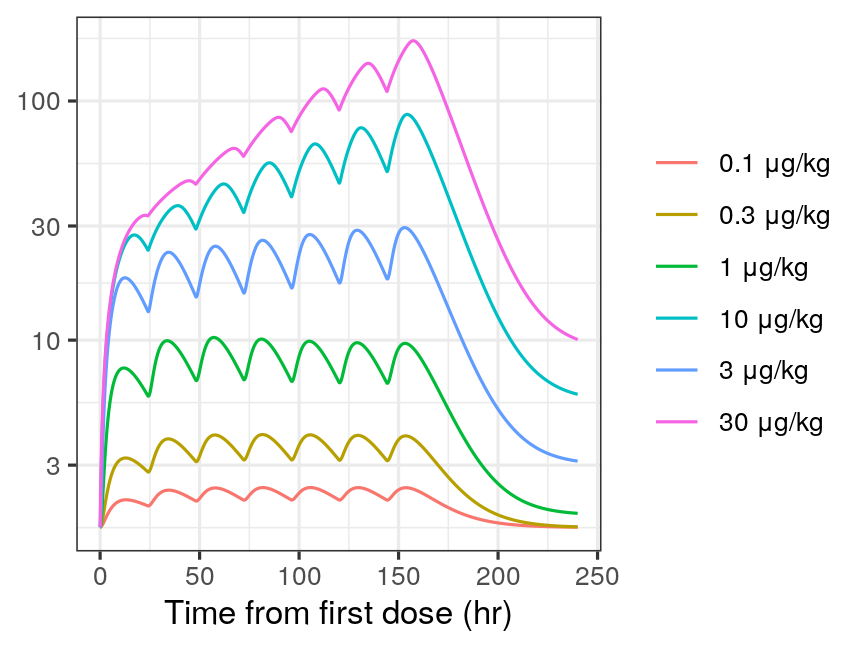 100
30
10
3
0 50 100 150 200 250
Time from first dose (hr)
0.1 µg/kg
0.3 µg/kg
1 µg/kg
10 µg/kg
3 µg/kg
30 µg/kg